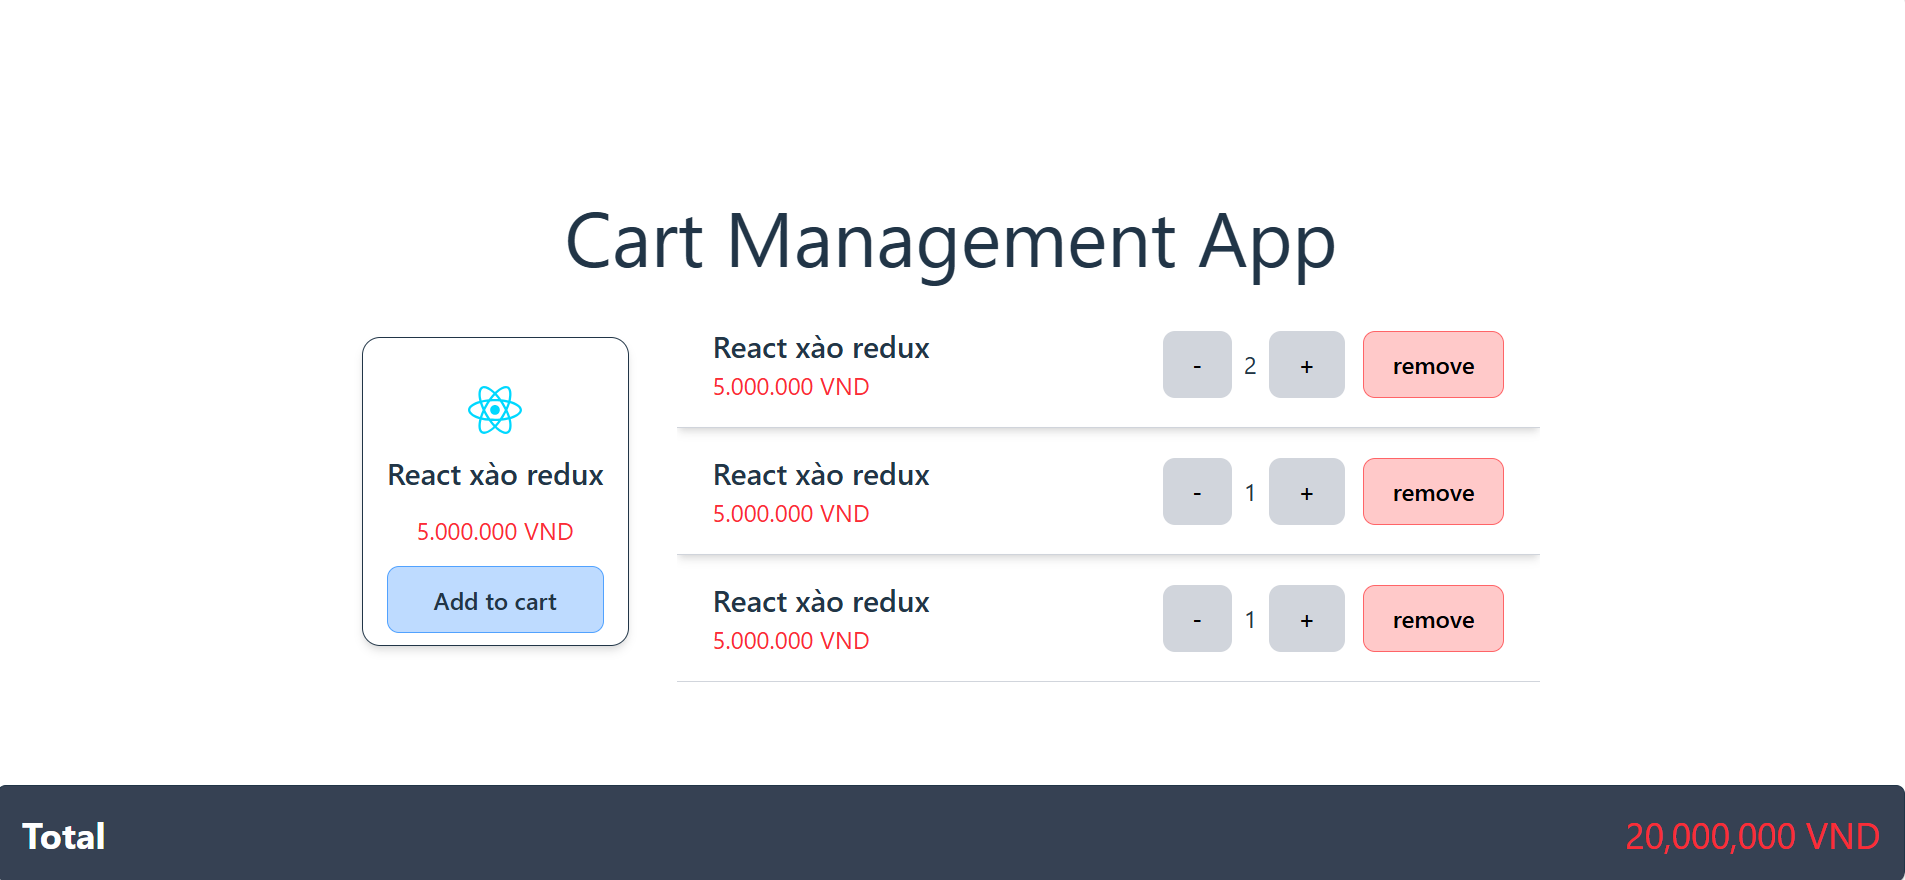 Cart Management App
React xào redux
5.000.000 VND
Add to cart
React xào redux
5.000.000 VND
- 2 + remove
React xào redux
5.000.000 VND
- 1 + remove
React xào redux
5.000.000 VND
- 1 + remove
Total 20,000,000 VND